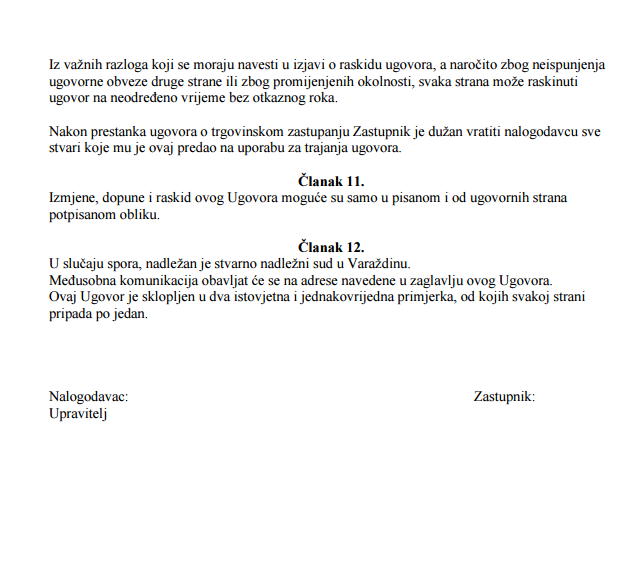 Iz važnih razloga koji se moraju navesti u izjavi o raskidu ugovora, a naročito zbog neispunjenja
ugovorne obveze druge strane ili zbog promijenjenih okolnosti, svaka strana može raskinuti
ugovor na neodređeno vrijeme bez otkaznog roka.
Nakon prestanka ugovora o trgovinskom zastupanju Zastupnik je dužan vratiti nalogodavcu sve
stvari koje mu je ovaj predao na uporabu za trajanja ugovora.
Članak 11.
Izmjene, dopune i raskid ovog Ugovora moguće su samo u pisanom i od ugovornih strana
potpisanom obliku.
Članak 12.
U slučaju spora, nadležan je stvarno nadležni sud u Varaždinu.
Međusobna komunikacija obavljat će se na adrese navedene u zaglavlju ovog Ugovora.
Ovaj Ugovor je sklopljen u dva istovjetna i jednakovrijedna primjerka, od kojih svakoj strani
pripada po jedan.
Nalogodavac: Zastupnik:
Upravitelj